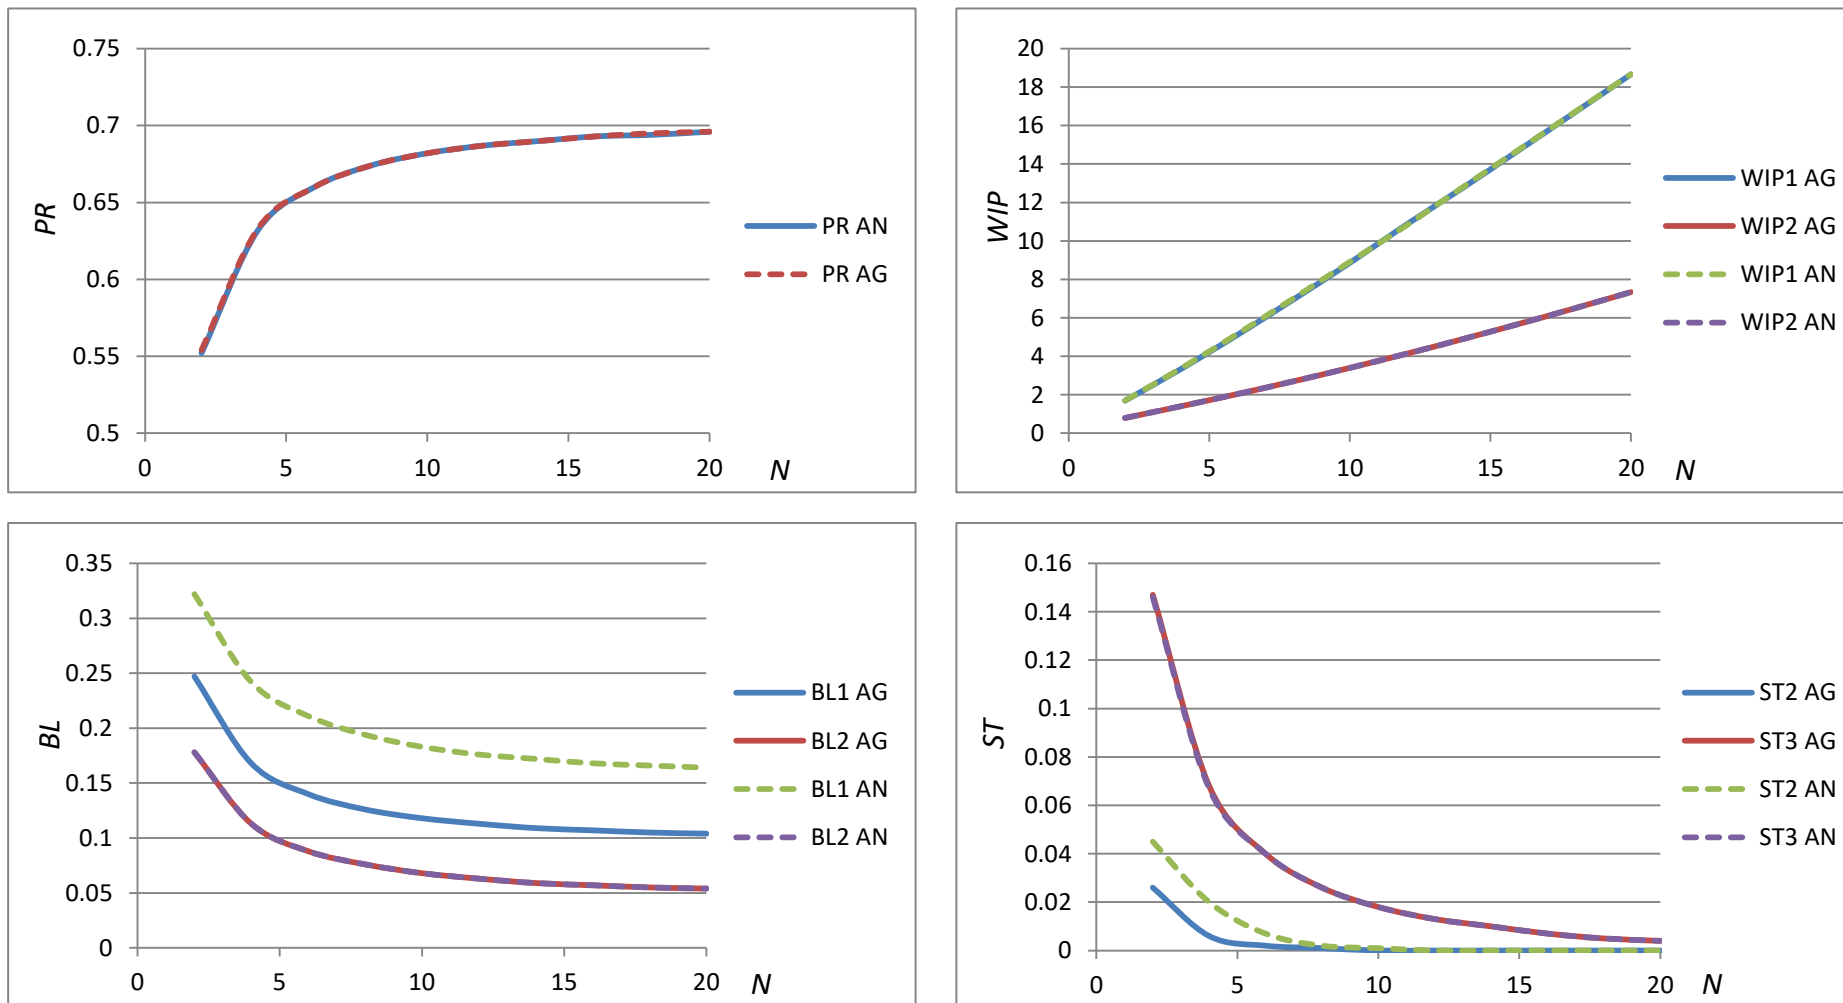 0.75
0.7
0.65
0.6
0.55
0.5
PR
0
5
10
15
20
N
PR AN
PR AG
20
18
16
14
12
10
8
6
4
2
0
WIP
0
5
10
15
20
N
WIP1 AG
WIP2 AG
WIP1 AN
WIP2 AN
0.35
0.3
0.25
0.2
0.15
0.1
0.05
0
BL
0
5
10
15
20
N
BL1 AG
BL2 AG
BL1 AN
BL2 AN
0.16
0.14
0.12
0.1
0.08
0.06
0.04
0.02
0
ST
0
5
10
15
20
N
ST2 AG
ST3 AG
ST2 AN
ST3 AN